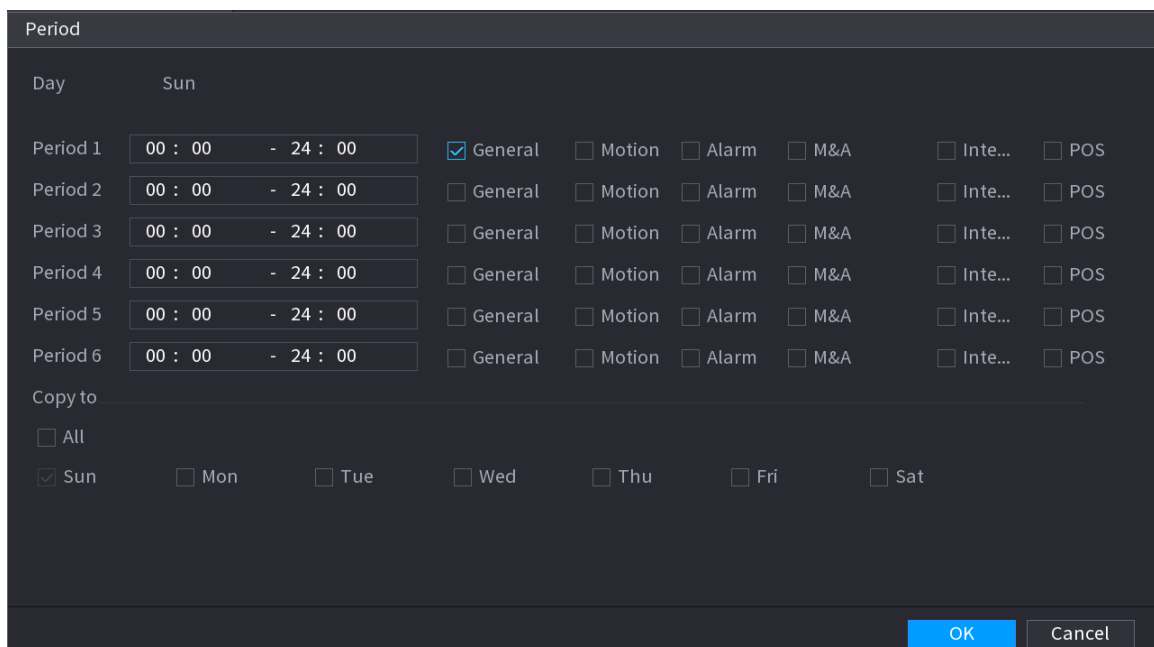 Period
Day Sun
Period 1 00 : 00 - 24 : 00 General Motion Alarm M&A Inte... POS
Period 2 00 : 00 - 24 : 00 General Motion Alarm M&A Inte... POS
Period 3 00 : 00 - 24 : 00 General Motion Alarm M&A Inte... POS
Period 4 00 : 00 - 24 : 00 General Motion Alarm M&A Inte... POS
Period 5 00 : 00 - 24 : 00 General Motion Alarm M&A Inte... POS
Period 6 00 : 00 - 24 : 00 General Motion Alarm M&A Inte... POS
Copy to
All
Sun Mon Tue Wed Thu Fri Sat
OK Cancel